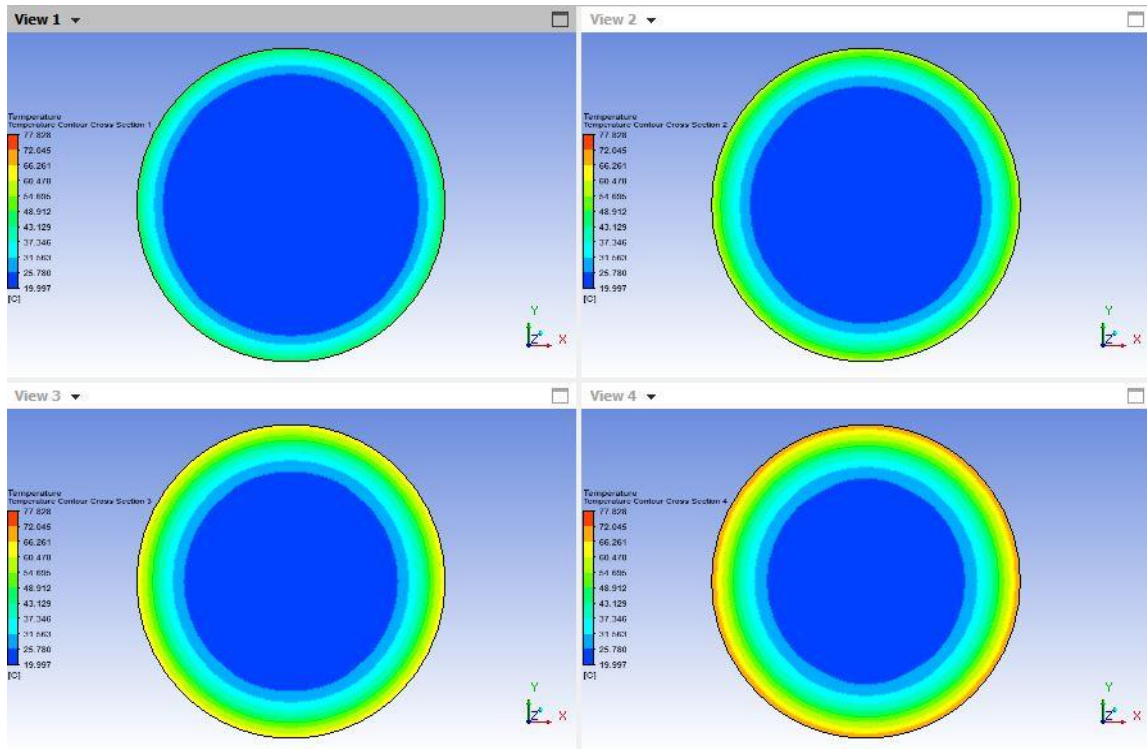 View 1
Temperature
Temperature Contour Cross Section 1
77.828
72.045
66.261
60.478
54.695
48.912
43.129
37.346
31.563
25.780
19.997
[C]
Y
Z
X
View 2
Temperature
Temperature Contour Cross Section 2
77.828
72.045
66.261
60.478
54.695
48.912
43.129
37.346
31.563
25.780
19.997
[C]
Y
Z
X
View 3
Temperature
Temperature Contour Cross Section 3
77.828
72.045
66.261
60.478
54.695
48.912
43.129
37.346
31.563
25.780
19.997
[C]
Y
Z
X
View 4
Temperature
Temperature Contour Cross Section 4
77.828
72.045
66.261
60.478
54.695
48.912
43.129
37.346
31.563
25.780
19.997
[C]
Y
Z
X